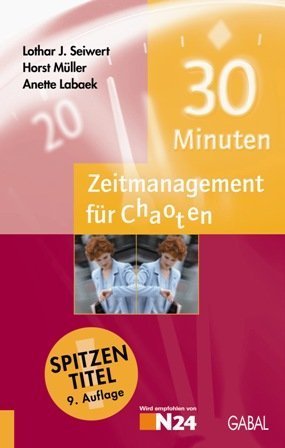 Lothar J. Seiwert
Horst Müller
Anette Labaek
30
20
Minuten
Zeitmanagement
für Chaoten
SPITZEN
TITEL
9. Auflage
Wird empfohlen von
N24
GABAL